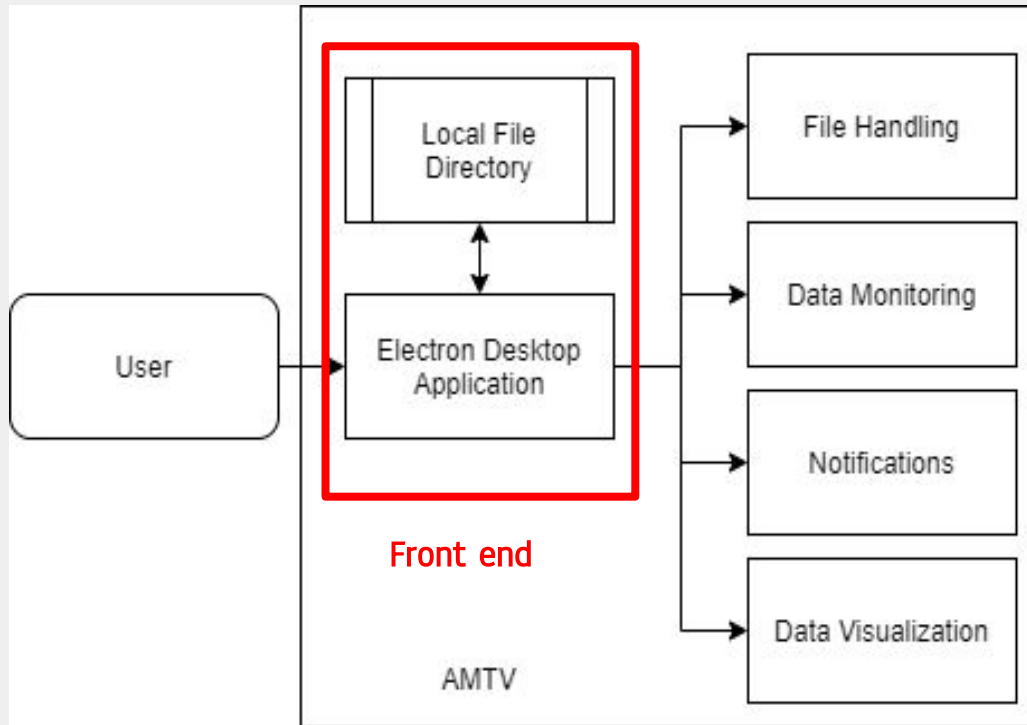 Local File
Directory
File Handling
Data Monitoring
User
Electron Desktop
Application
Notifications
Front end
Data Visualization
AMTV